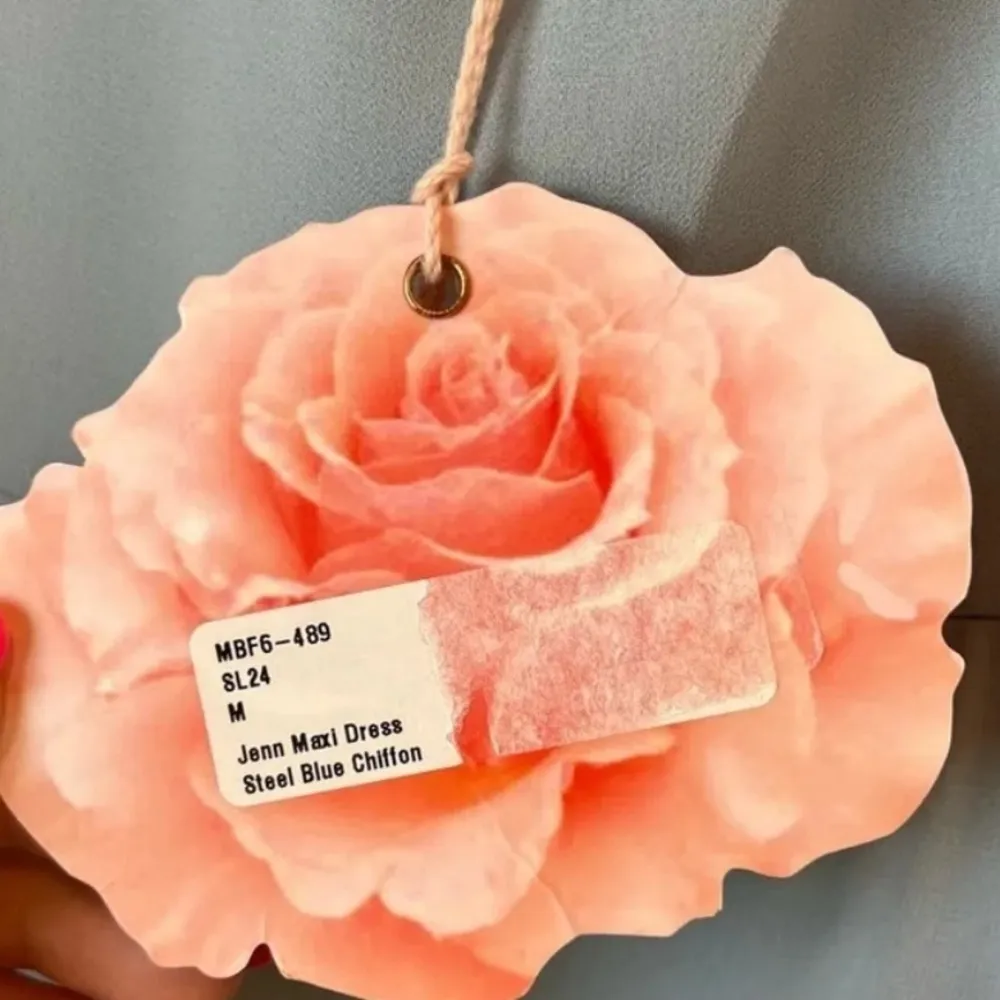 MBF6-489
SL24
M
Jenn Maxi Dress
Steel Blue Chiffon